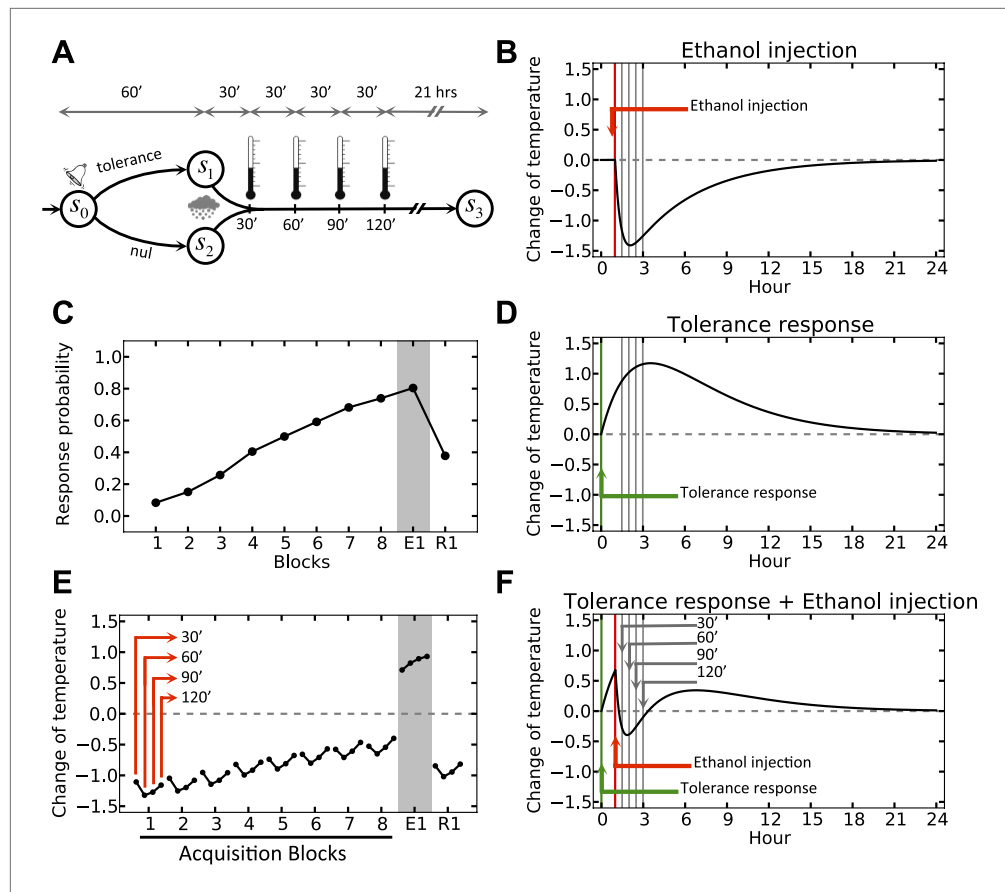 A
60’ 30’ 30’ 30’ 30’ 21 hrs
tolerance
s1
s0
s2
nul
30’ 60’ 90’ 120’
s3
B
Ethanol injection
Change of temperature
1.5
1.0
0.5
0.0
−0.5
−1.0
−1.5
Ethanol injection
0 3 6 9 12 15 18 21 24
Hour
C
Response probability
1.0
0.8
0.6
0.4
0.2
0.0
1 2 3 4 5 6 7 8 E1 R1
Blocks
D
Tolerance response
Change of temperature
1.5
1.0
0.5
0.0
−0.5
−1.0
−1.5
Tolerance response
0 3 6 9 12 15 18 21 24
Hour
E
Change of temperature
1.5
1.0
0.5
0.0
−0.5
−1.0
−1.5
30’
60’
90’
120’
1 2 3 4 5 6 7 8 E1 R1
Acquisition Blocks
F
Tolerance response + Ethanol injection
Change of temperature
1.5
1.0
0.5
0.0
−0.5
−1.0
−1.5
30’
60’
90’
120’
Ethanol injection
Tolerance response
0 3 6 9 12 15 18 21 24
Hour